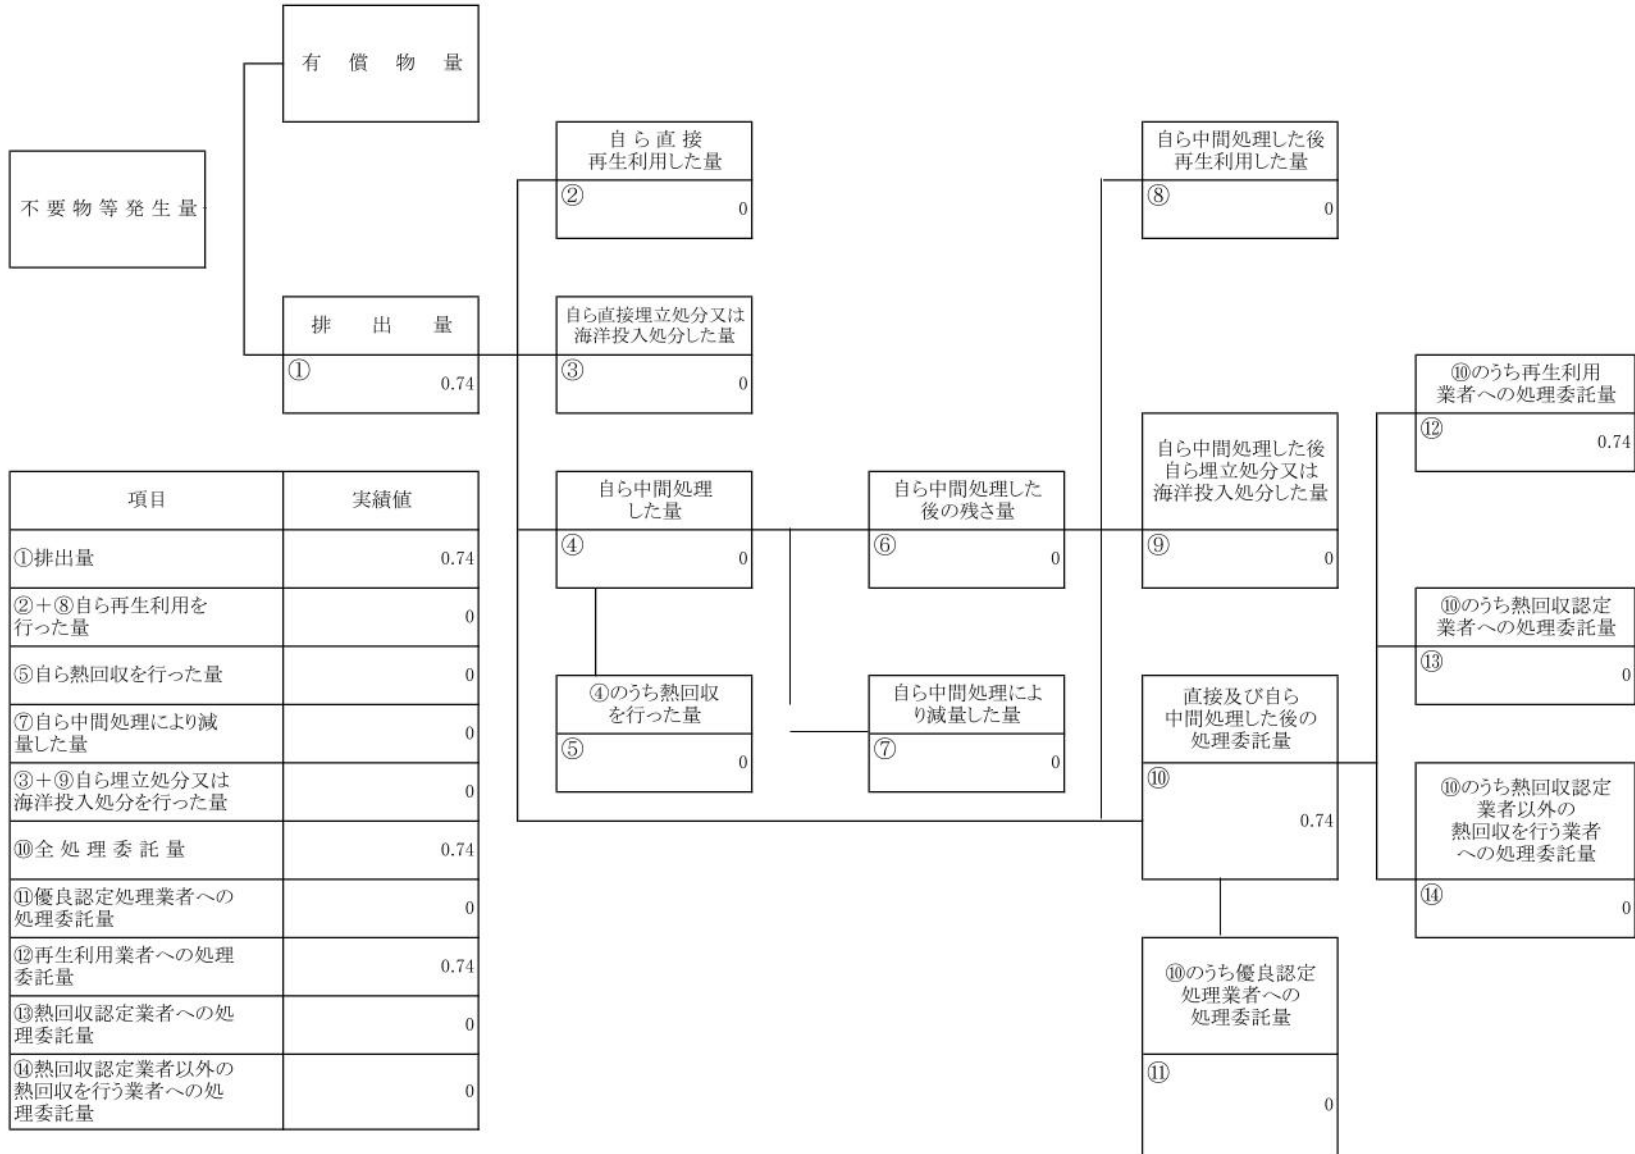 有償物量
不要物等発生量
自ら直接
再生利用した量
②
0
自ら中間処理した後
再生利用した量
⑧
0
排出量
①
0.74
自ら直接埋立処分又は
海洋投入処分した量
③
0
⑩のうち再生利用
業者への処理委託量
⑫
0.74
自ら中間処理
した量
④
0
自ら中間処理した
後の残さ量
⑥
0
自ら中間処理した後
自ら埋立処分又は
海洋投入処分した量
⑨
0
⑩のうち熱回収認定
業者への処理委託量
⑬
0
④のうち熱回収
を行った量
⑤
0
自ら中間処理によ
り減量した量
⑦
0
直接及び自ら
中間処理した後の
処理委託量
⑩
0.74
⑩のうち熱回収認定
業者以外の
熱回収を行う業者
への処理委託量
⑭
0
⑩のうち優良認定
処理業者への
処理委託量
⑪
0
項目 実績値
①排出量 0.74
②＋⑧自ら再生利用を
行った量 0
⑤自ら熱回収を行った量 0
⑦自ら中間処理により減
量した量 0
③＋⑨自ら埋立処分又は
海洋投入処分を行った量 0
⑩全処理委託量 0.74
⑪優良認定処理業者への
処理委託量 0
⑫再生利用業者への処理
委託量 0.74
⑬熱回収認定業者への処
理委託量 0
⑭熱回収認定業者以外の
熱回収を行う業者への処
理委託量 0